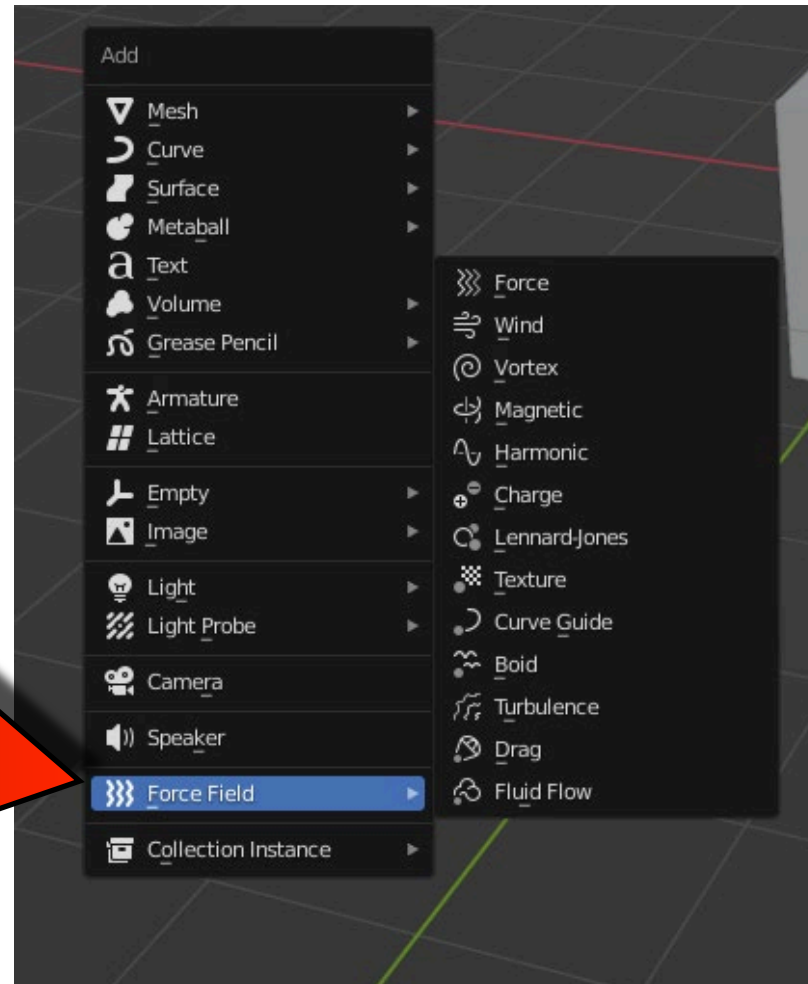 Add
Mesh
Curve
Surface
Metaball
Text
Volume
Grease Pencil
Armature
Lattice
Empty
Image
Light
Light Probe
Camera
Speaker
Force Field
Collection Instance
Force
Wind
Vortex
Magnetic
Harmonic
Charge
Lennard-Jones
Texture
Curve Guide
Boid
Turbulence
Drag
Fluid Flow